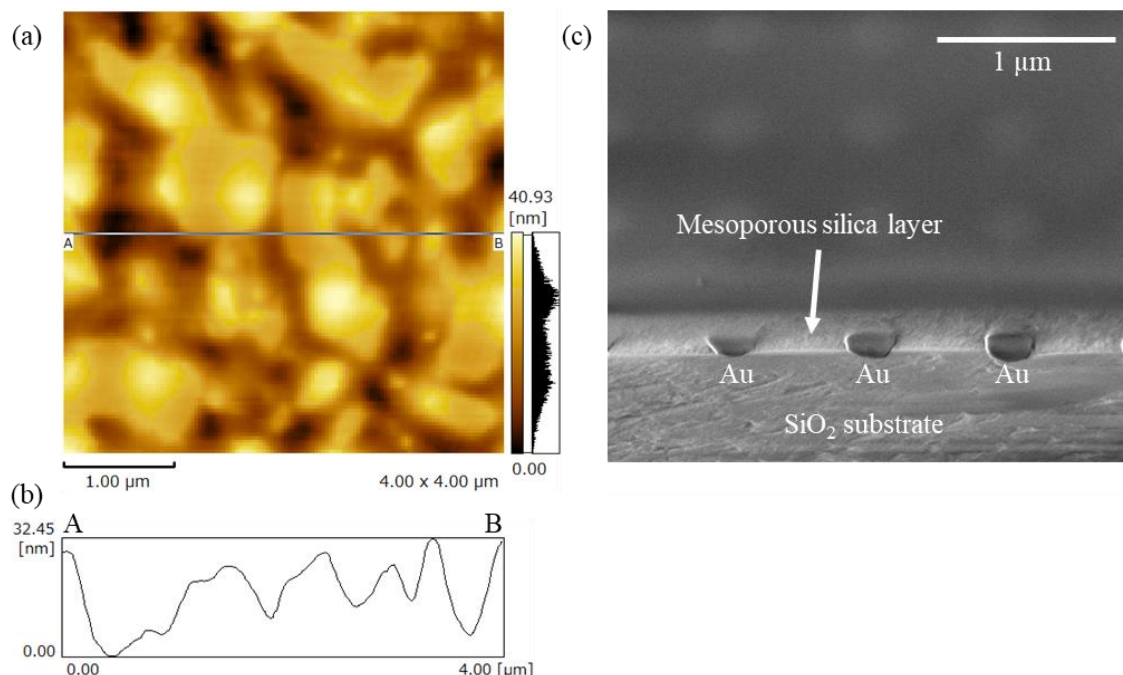 (a)
A
B
40.93
[nm]
0.00
1.00 μm
4.00 x 4.00 μm
(b)
A
B
32.45
[nm]
0.00
0.00
4.00 [μm]
(c)
1 μm
Mesoporous silica layer
Au
Au
Au
SiO₂ substrate